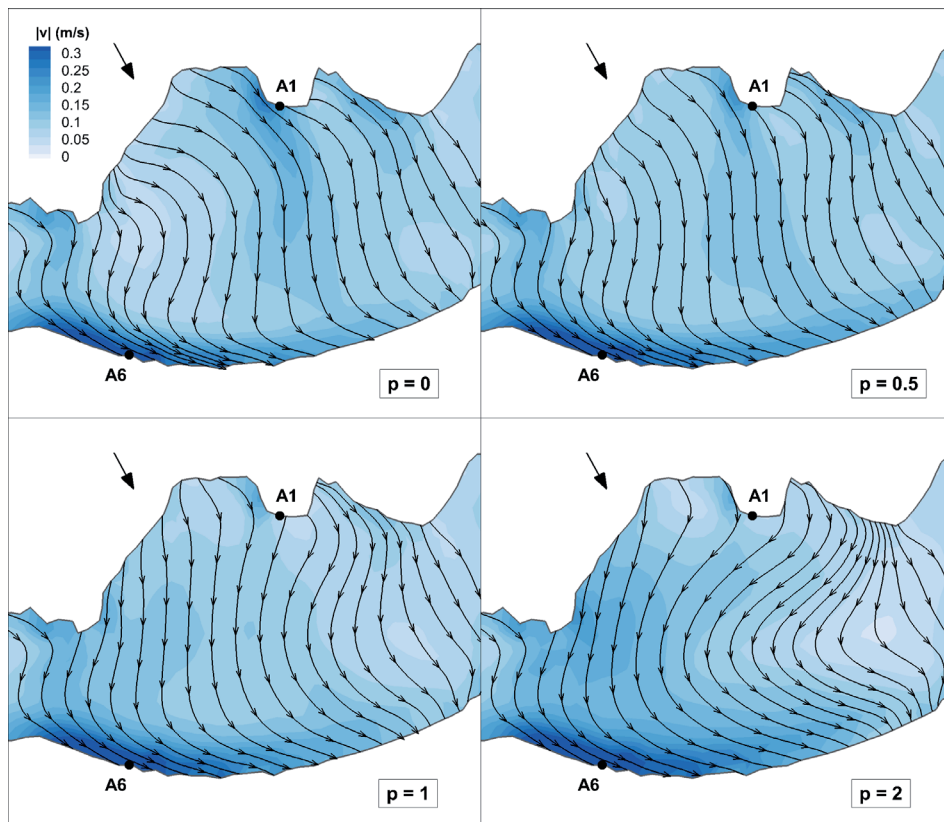 |v| (m/s)
0.3
0.25
0.2
0.15
0.1
0.05
0
A1
A6
p = 0
A1
A6
p = 0.5
A1
A6
p = 1
A1
A6
p = 2